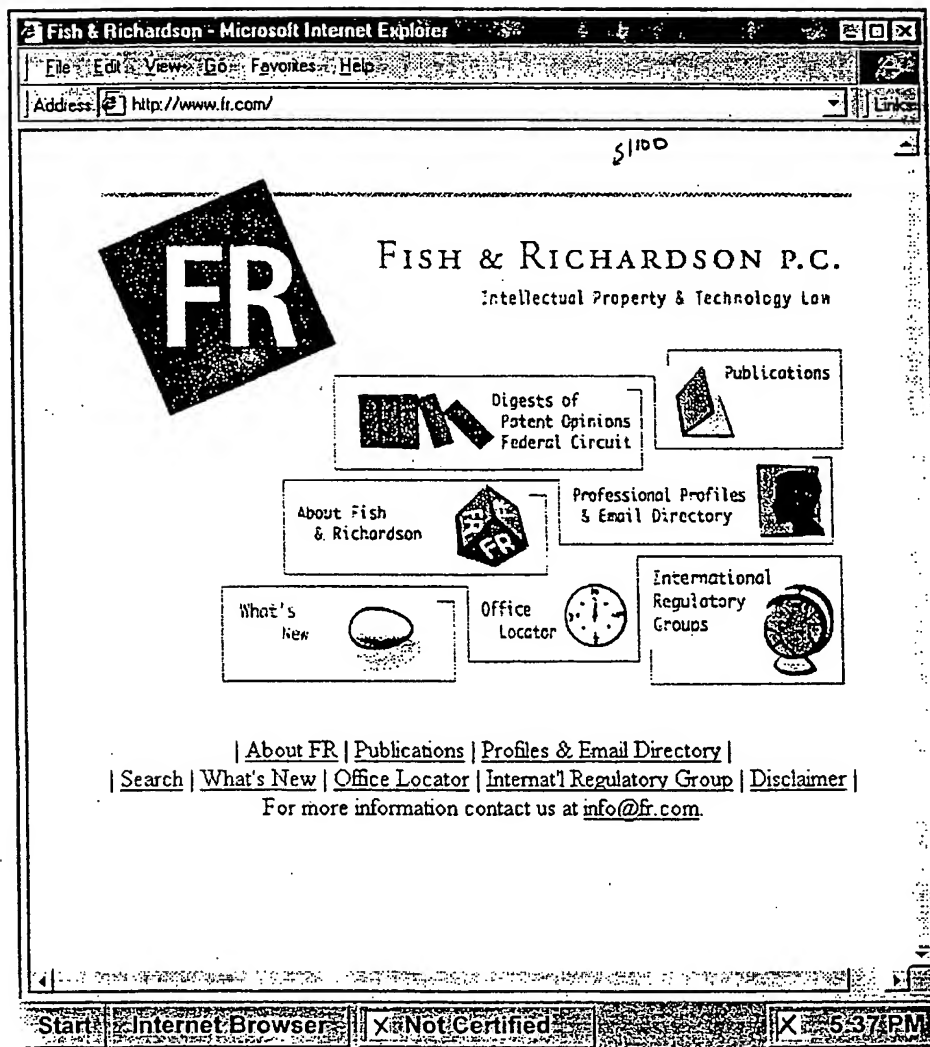 Fish & Richardson - Microsoft Internet Explorer
File Edit View Go Favorites Help
Address http://www.fr.com/ Links
51100
FR
FISH & RICHARDSON P.C.
Intellectual Property & Technology Law
Publications
Digests of
Patent Opinions
Federal Circuit
Professional Profiles
& Email Directory
About Fish
& Richardson
FR
FR
International
Regulatory
Groups
Office
Locator
What's
New
| About FR | Publications | Profiles & Email Directory |
| Search | What's New | Office Locator | Internat'l Regulatory Group | Disclaimer |
For more information contact us at info@fr.com.
Start Internet Browser X Not Certified X 5:37 PM